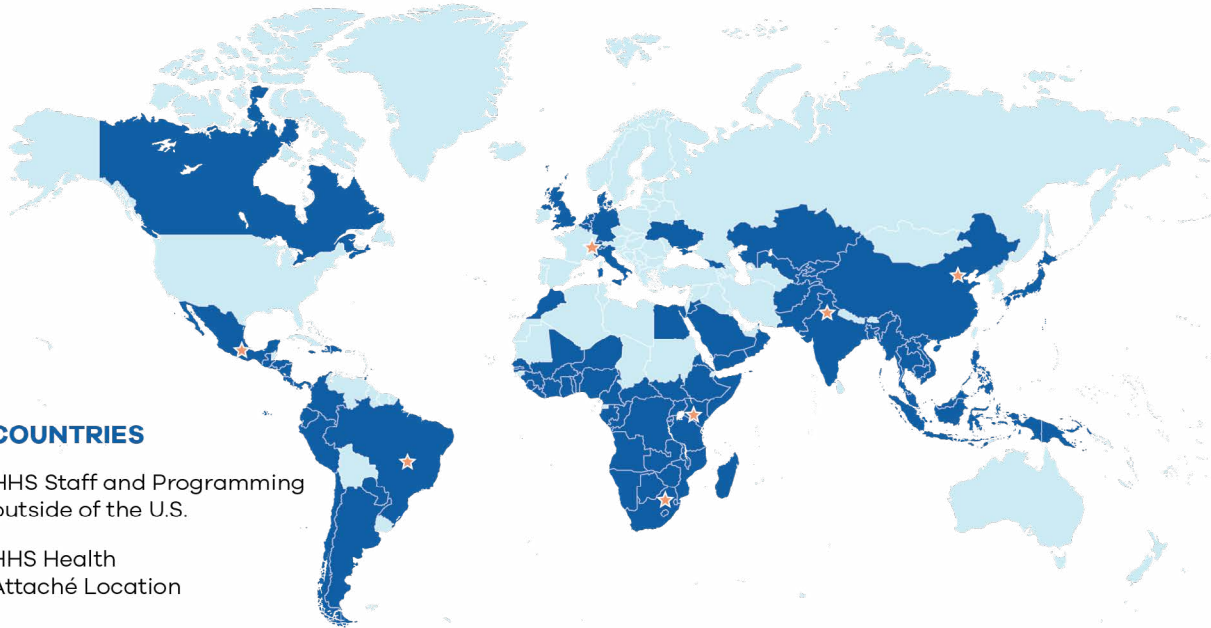 COUNTRIES
HHS Staff and Programming
outside of the U.S.
HHS Health
Attaché Location